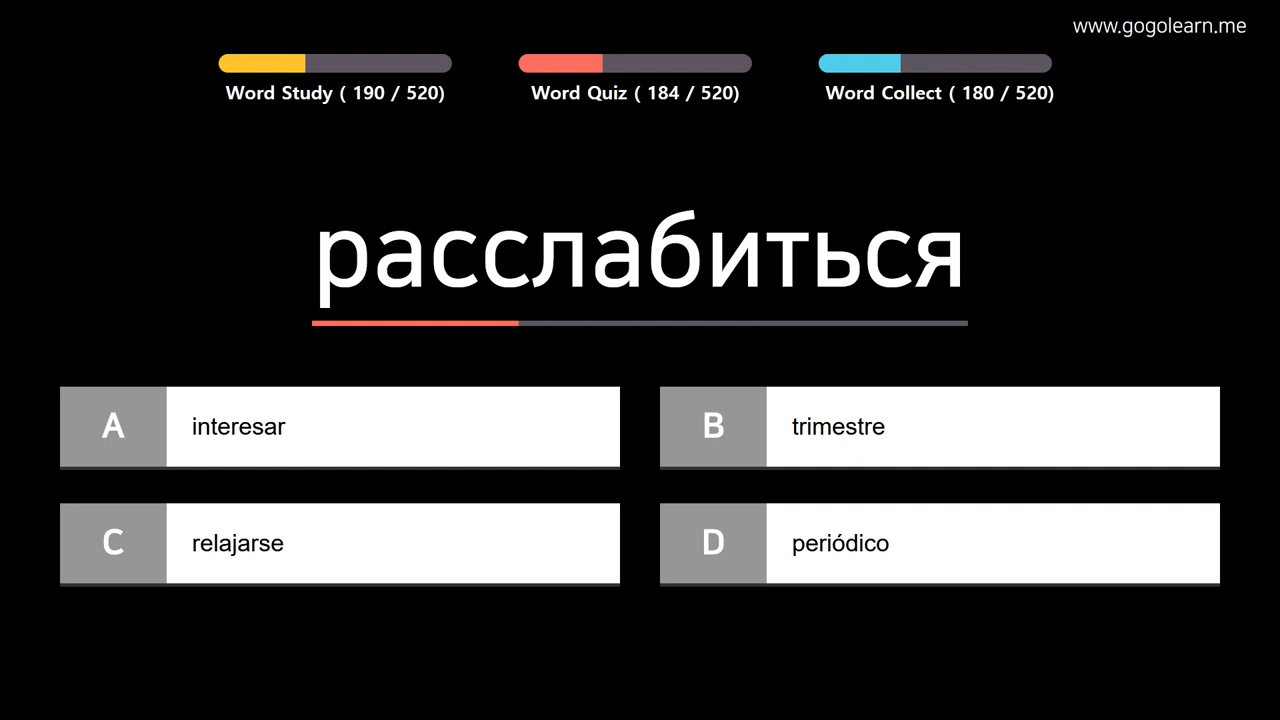 www.gogolearn.me
Word Study ( 190 / 520)
Word Quiz ( 184 / 520)
Word Collect ( 180 / 520)
расслабиться
A interesar
B trimestre
C relajarse
D periódico